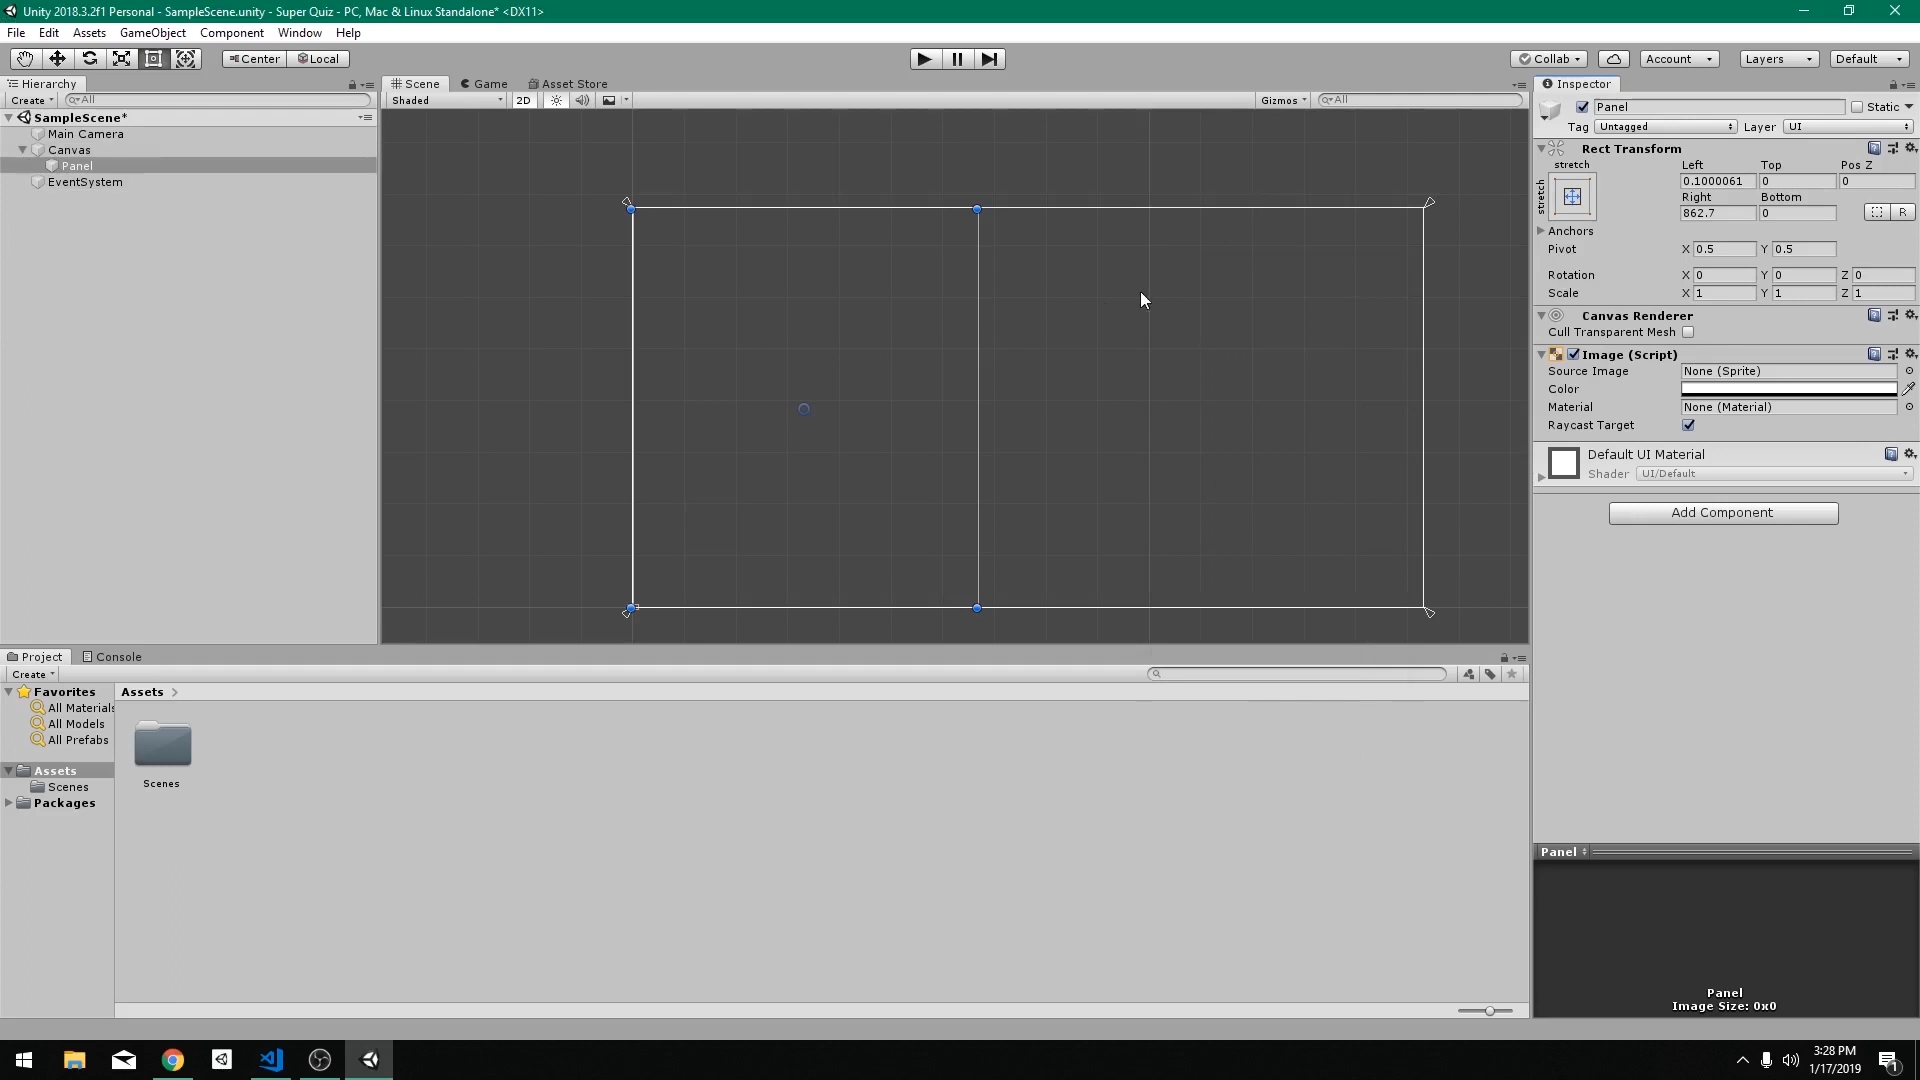 Unity 2018.3.2f1 Personal - SampleScene.unity - Super Quiz - PC, Mac & Linux Standalone* <DX11>
File Edit Assets GameObject Component Window Help
Center Local Collab Account Layers Default
Hierarchy
Create All
SampleScene*
Main Camera
Canvas
Panel
EventSystem
Scene Game Asset Store
Shaded 2D Gizmos All
Inspector
Panel Static
Tag Untagged Layer UI
Rect Transform
stretch Left Top Pos Z
stretch
0.1000061 0 0
Right Bottom
862.7 0 R
Anchors
Pivot X 0.5 Y 0.5
Rotation X 0 Y 0 Z 0
Scale X 1 Y 1 Z 1
Canvas Renderer
Cull Transparent Mesh
Image (Script)
Source Image None (Sprite)
Color
Material None (Material)
Raycast Target
Default UI Material
Shader UI/Default
Add Component
Project Console
Create
Favorites
All Materials
All Models
All Prefabs
Assets
Scenes
Packages
Assets
Scenes
Panel
Panel
Image Size: 0x0
3:28 PM
1/17/2019
1